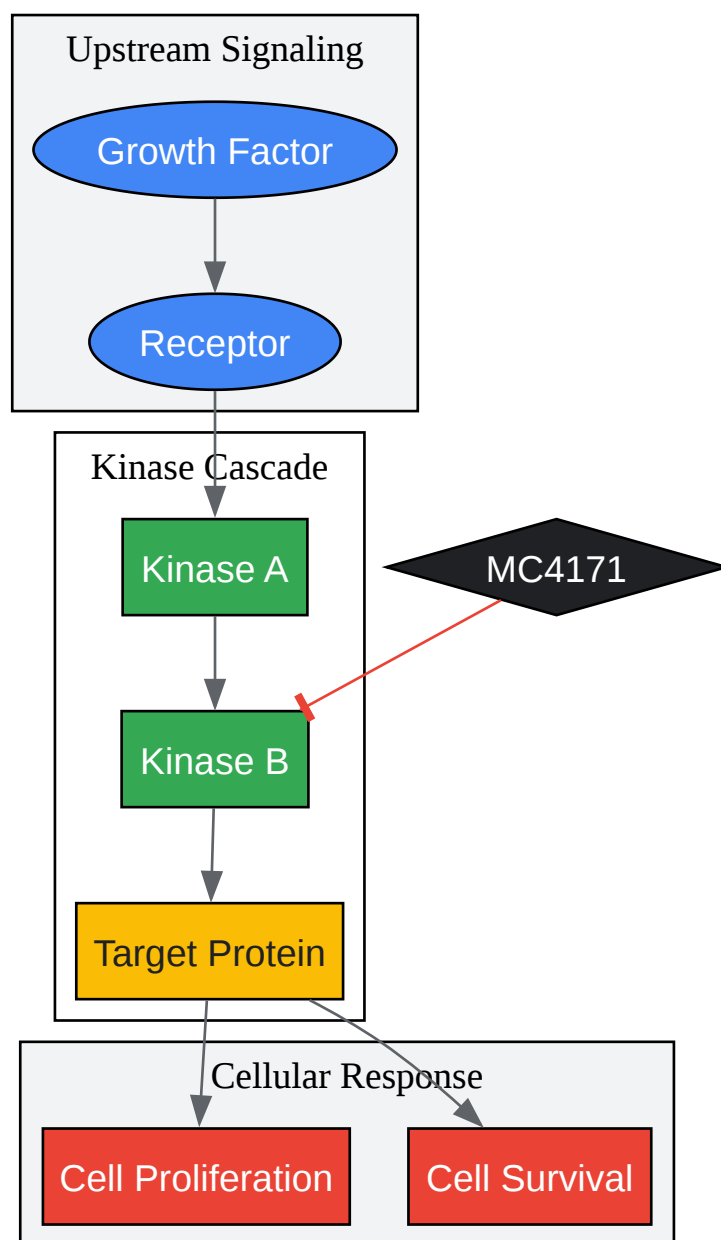 Upstream Signaling
Growth Factor
Receptor
Kinase Cascade
Kinase A
MC4171
Kinase B
Target Protein
Cellular Response
Cell Proliferation
Cell Survival